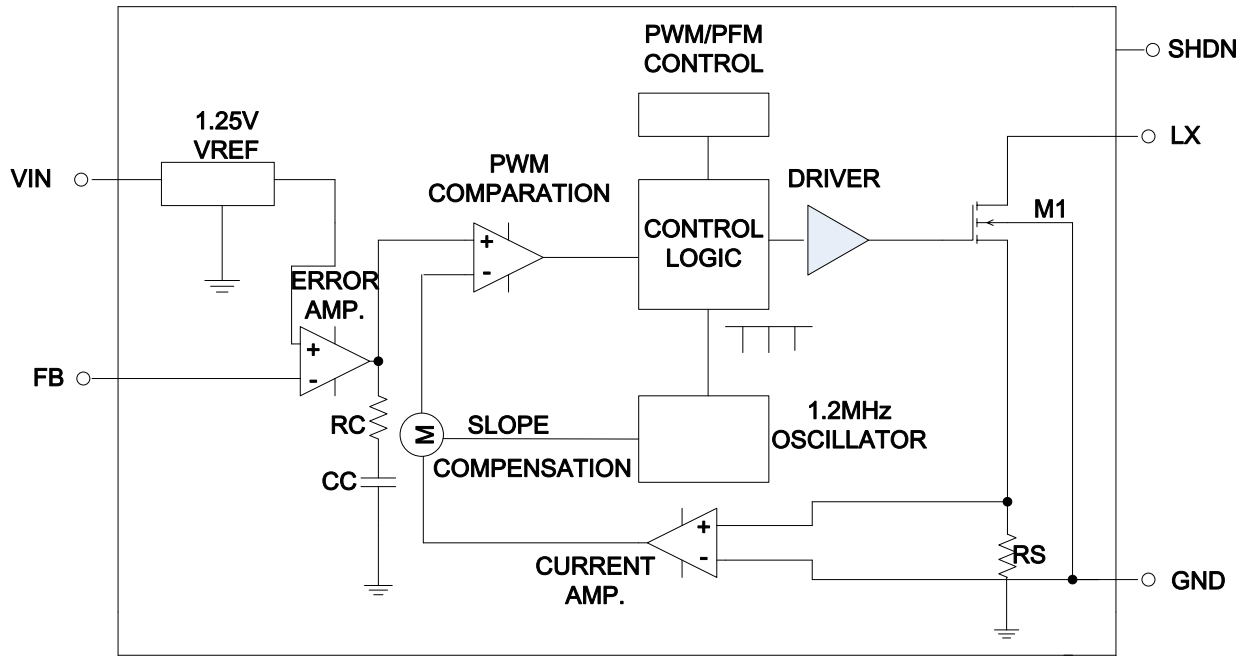 PWM/PFM
CONTROL
SHDN
1.25V
VREF
LX
VIN
PWM
COMPARATION
DRIVER
M1
+
-
CONTROL
LOGIC
ERROR
AMP.
+
-
FB
RC
M
SLOPE
COMPENSATION
1.2MHz
OSCILLATOR
CC
+
-
CURRENT
AMP.
RS
GND